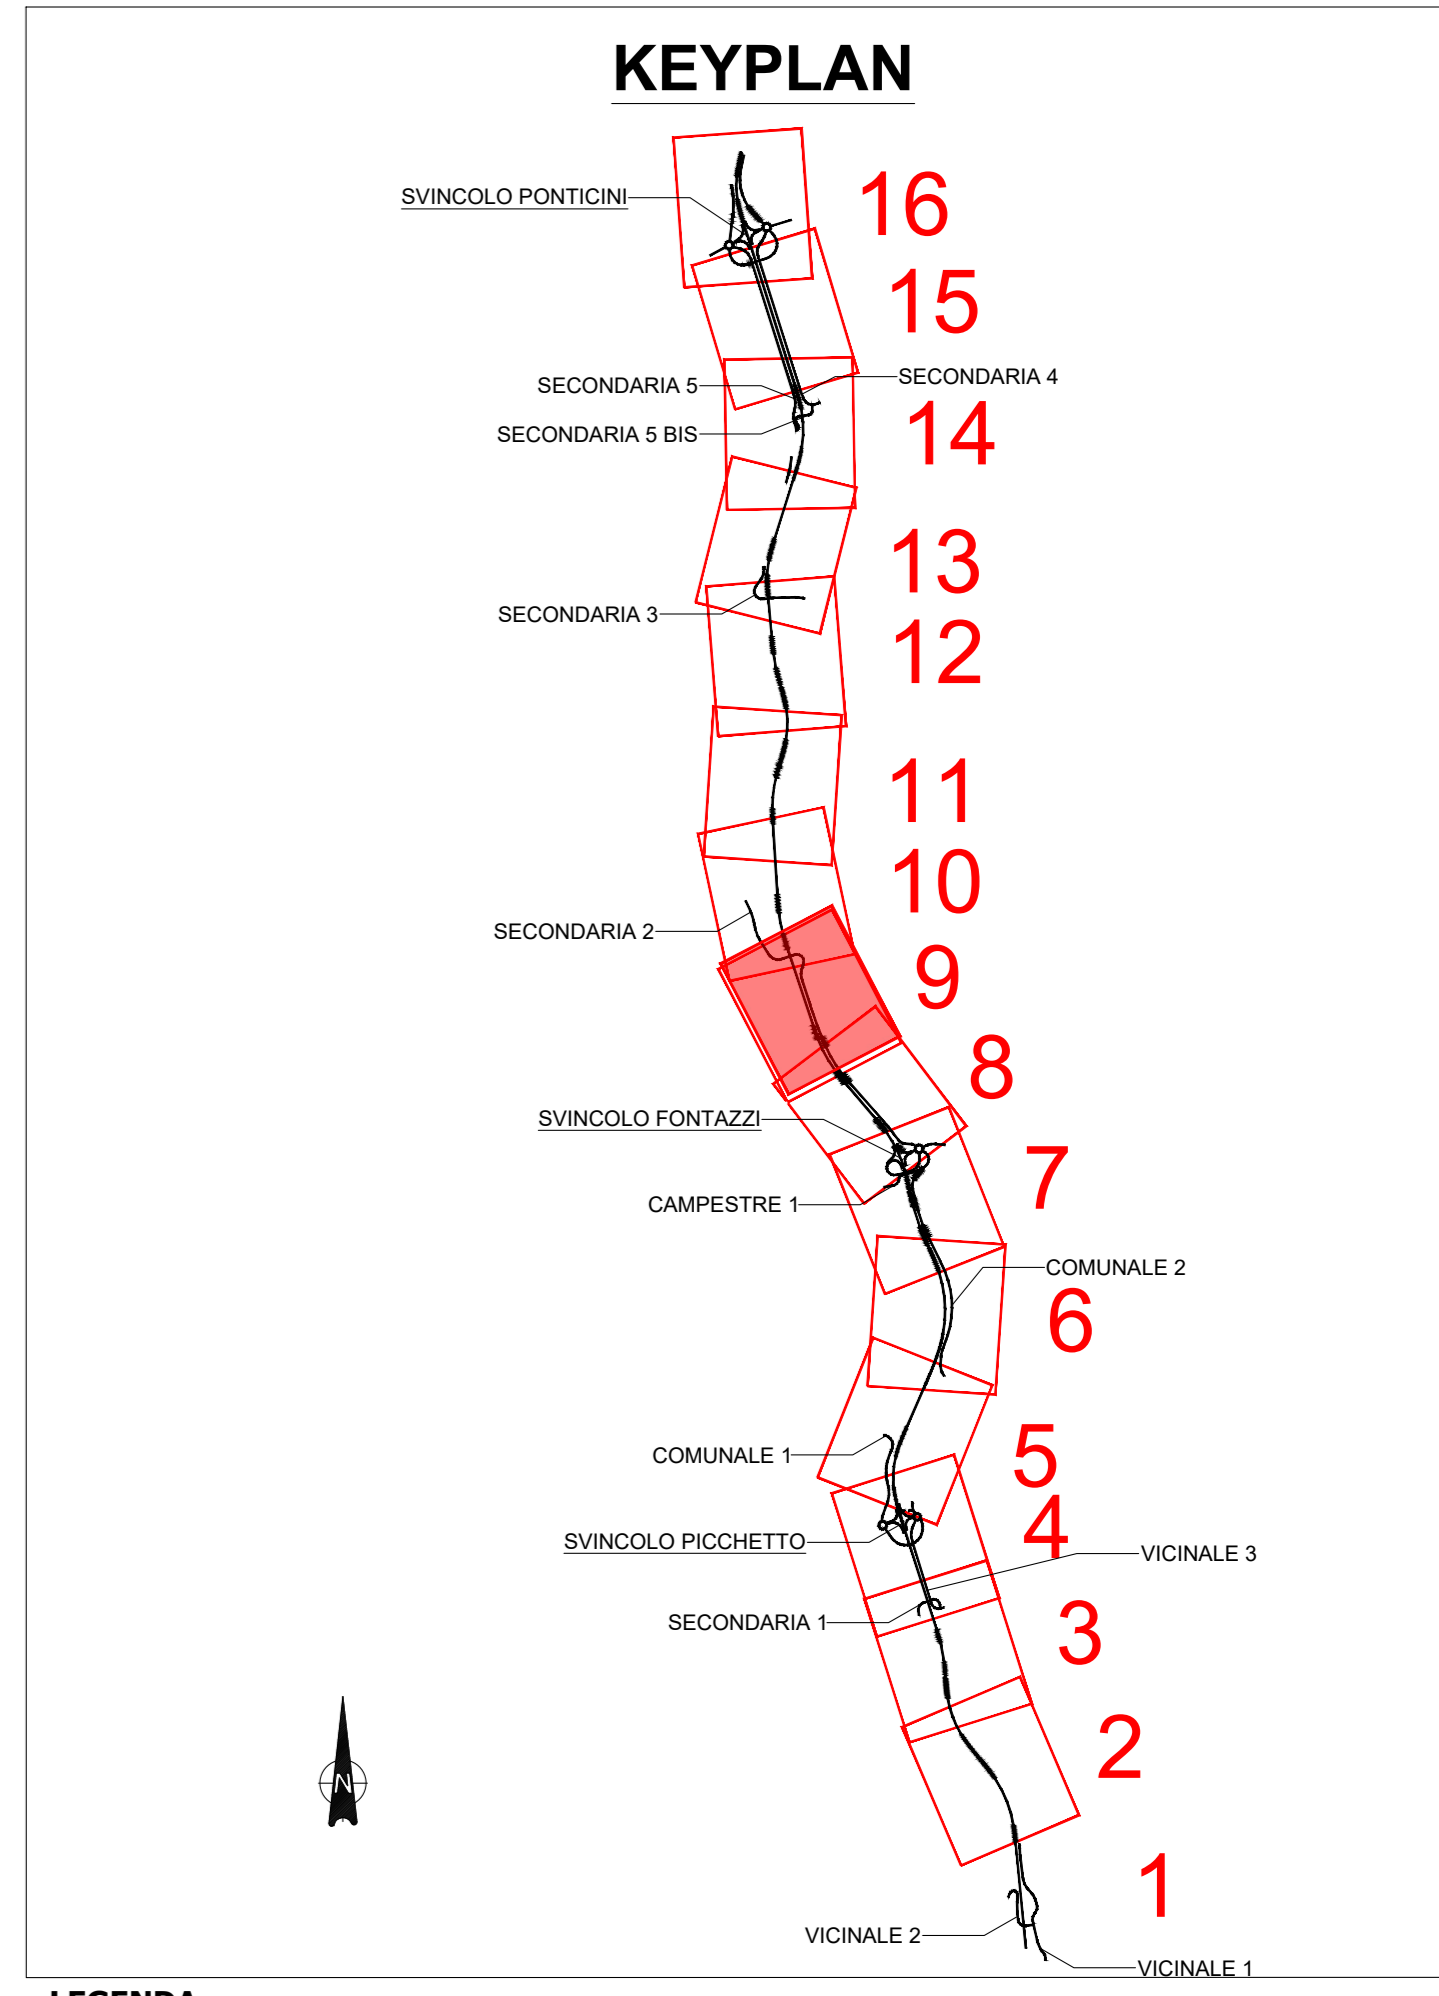 KEYPLAN
SVINCOLO PONTICINI
16
15
SECONDARIA 4
SECONDARIA 5
14
SECONDARIA 5 BIS
13
SECONDARIA 3
12
11
10
SECONDARIA 2
9
8
SVINCOLO FONTAZZI
7
CAMPESTRE 1
COMUNALE 2
6
COMUNALE 1
5
4
SVINCOLO PICCHETTO
VICINALE 3
SECONDARIA 1
3
2
N
1
VICINALE 2
VICINALE 1
LEGENDA